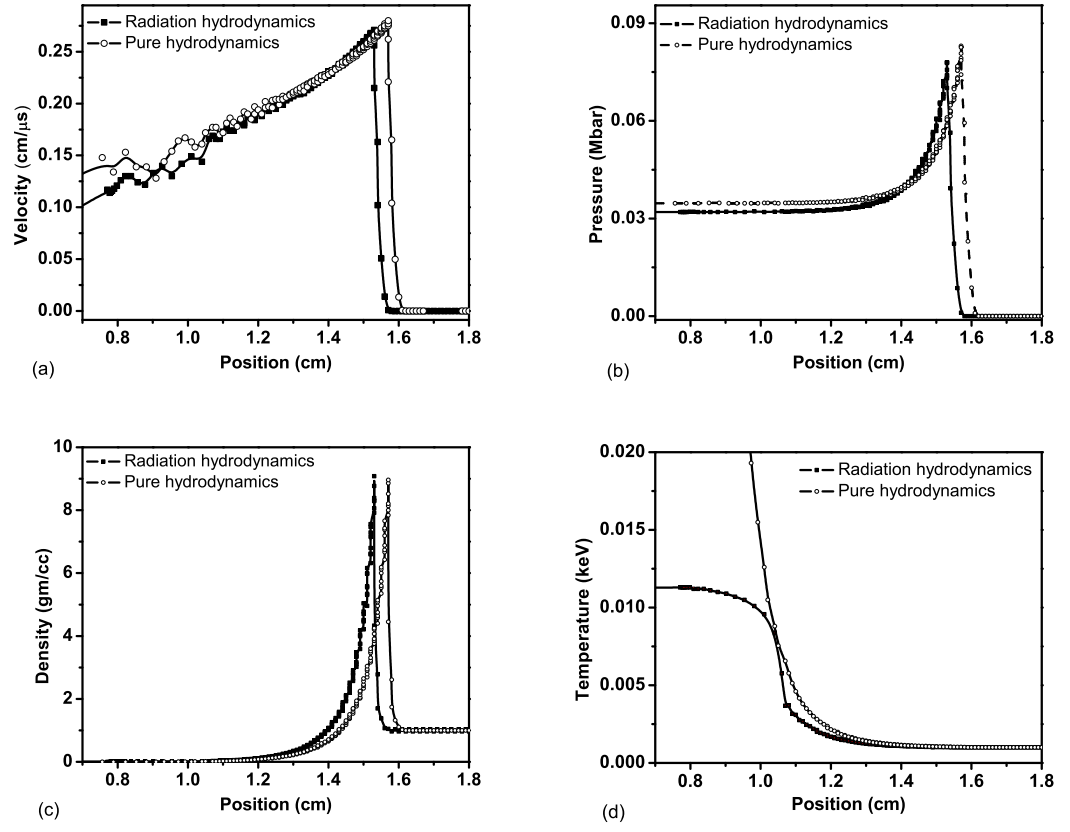 Radiation hydrodynamics
Pure hydrodynamics
0.25
0.20
0.15
0.10
0.05
0.00
Velocity (cm/μs)
0.8 1.0 1.2 1.4 1.6 1.8
Position (cm)
(a)
Radiation hydrodynamics
Pure hydrodynamics
0.09
0.06
0.03
0.00
Pressure (Mbar)
0.8 1.0 1.2 1.4 1.6 1.8
Position (cm)
(b)
Radiation hydrodynamics
Pure hydrodynamics
10
8
6
4
2
0
Density (gm/cc)
0.8 1.0 1.2 1.4 1.6 1.8
Position (cm)
(c)
Radiation hydrodynamics
Pure hydrodynamics
0.020
0.015
0.010
0.005
0.000
Temperature (keV)
0.8 1.0 1.2 1.4 1.6 1.8
Position (cm)
(d)